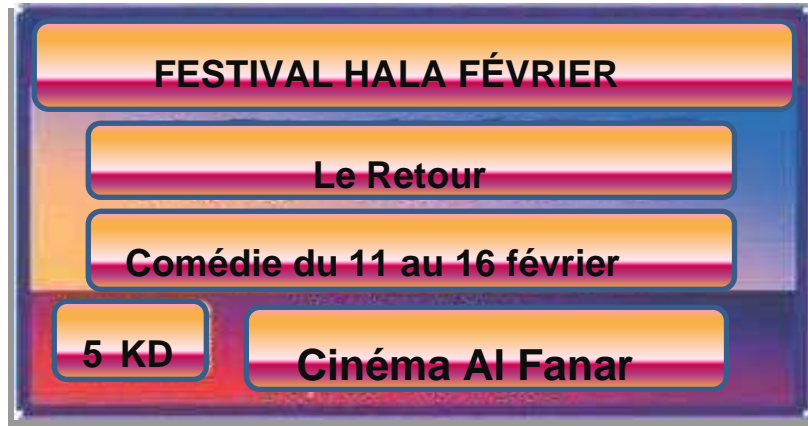 FESTIVAL HALA FÉVRIER
Le Retour
Comédie du 11 au 16 février
5 KD
Cinéma Al Fanar